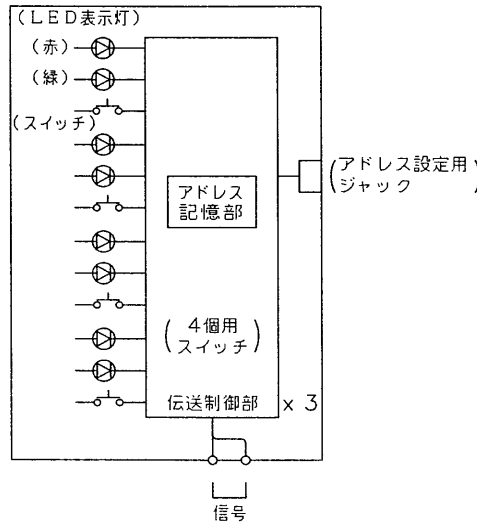 (LED表示灯)
(赤)
(緑)
(スイッチ)
(アドレス設定用
ジャック)
アドレス
記憶部
(4個用
スイッチ)
伝送制御部 x 3
信号